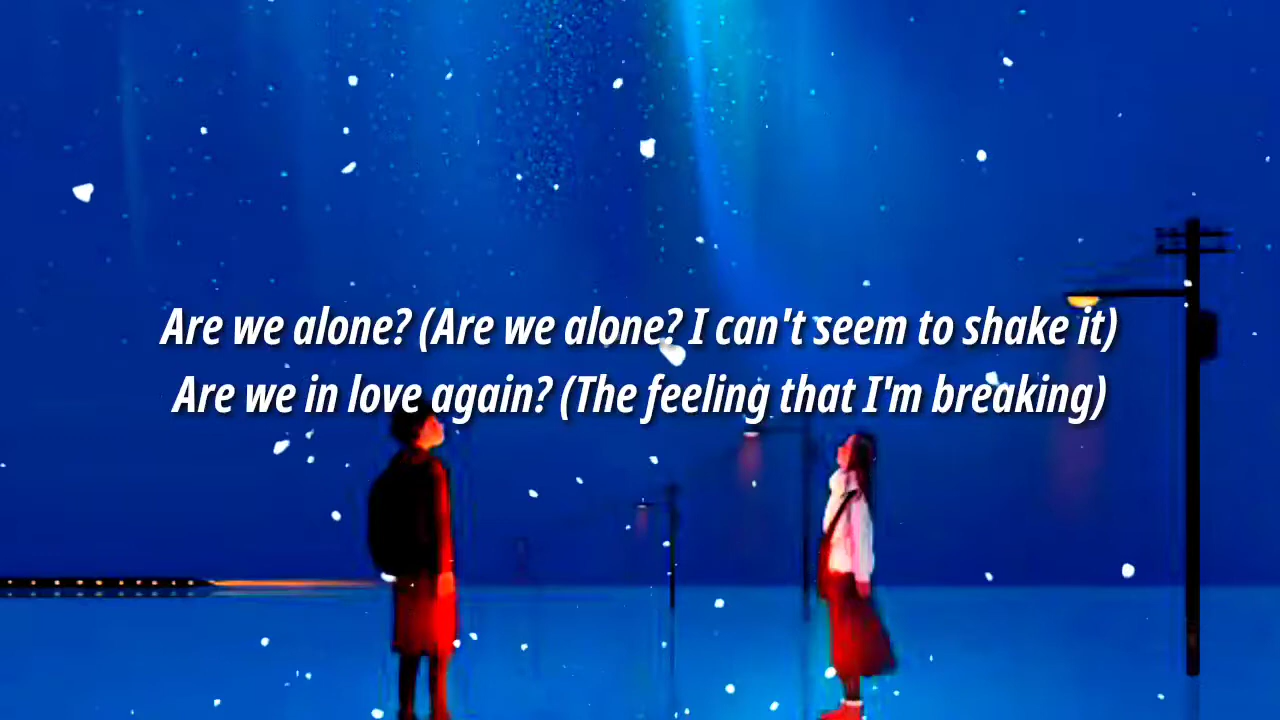 Are we alone? (Are we alone? I can't seem to shake it)
Are we in love again? (The feeling that I'm breaking)